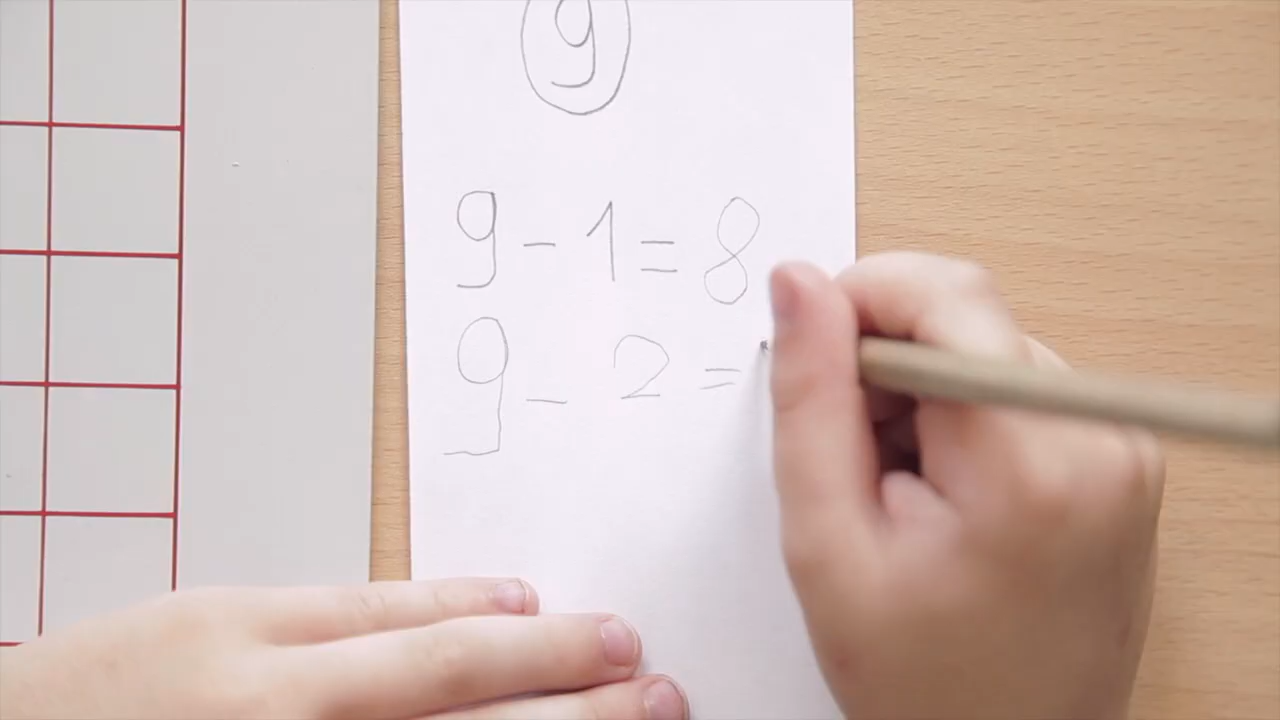 9
9 - 1 = 8
9 - 2 =